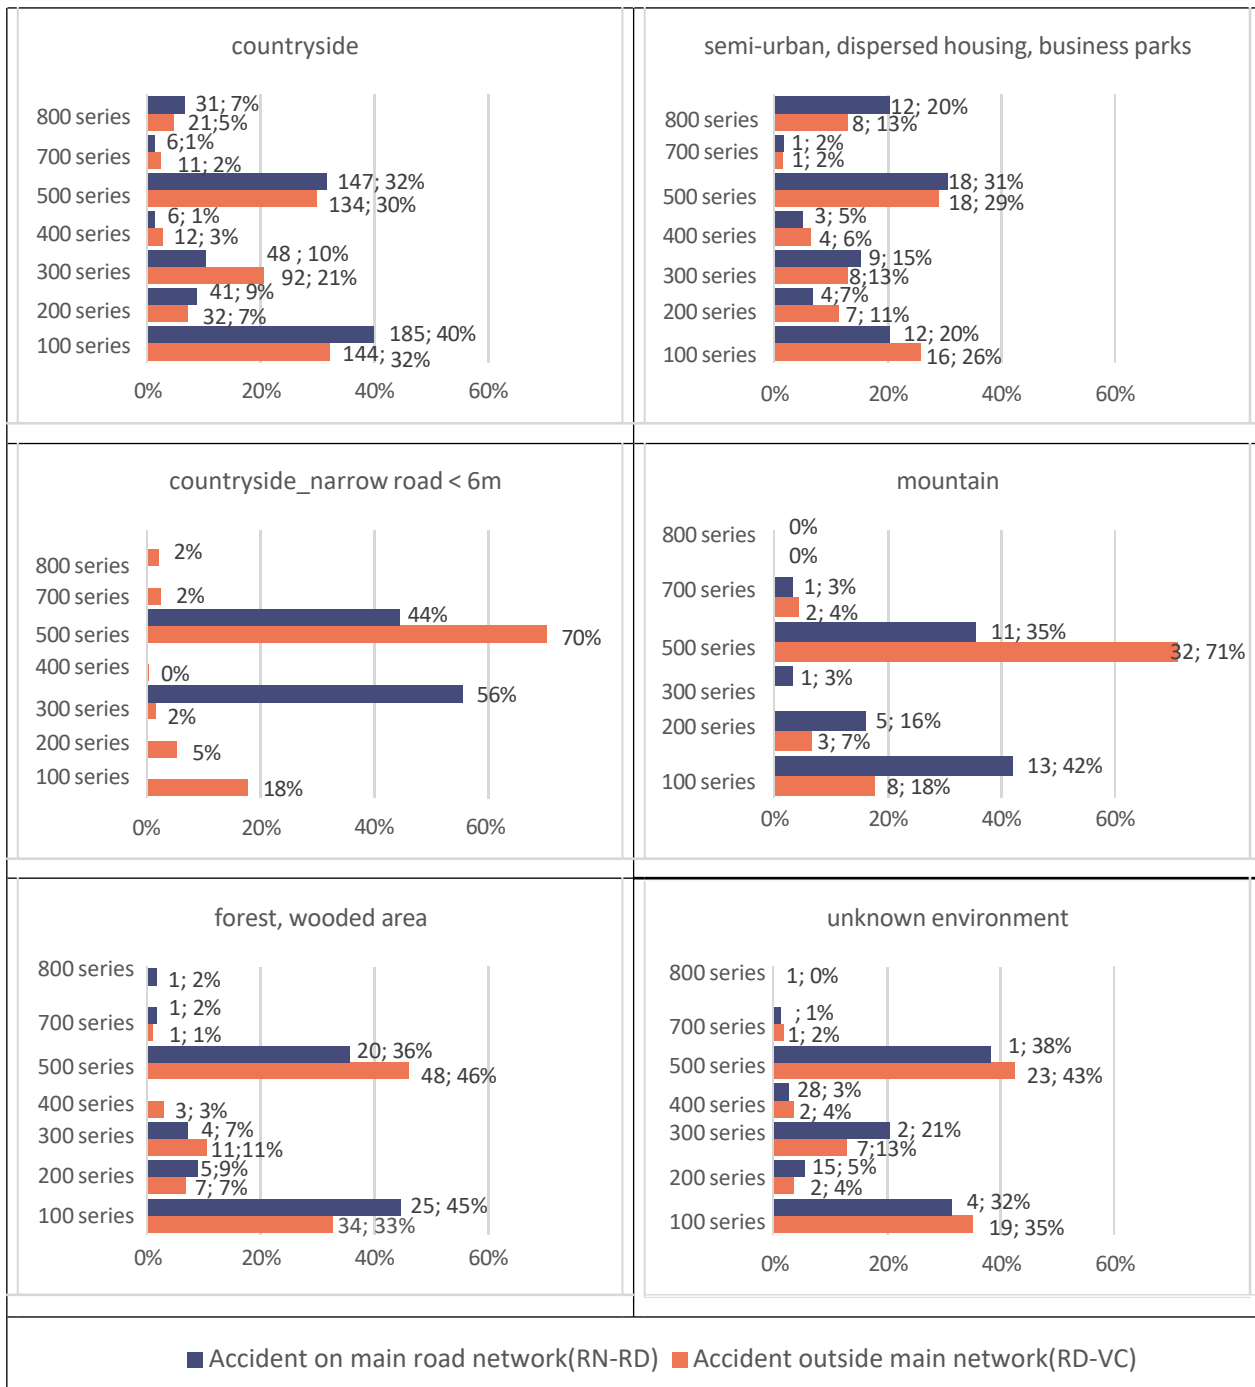 countryside
800 series
31; 7%
21;5%
700 series
6;1%
11; 2%
500 series
147; 32%
134; 30%
400 series
6; 1%
12; 3%
300 series
48 ; 10%
92; 21%
200 series
41; 9%
32; 7%
100 series
185; 40%
144; 32%
0% 20% 40% 60%
semi-urban, dispersed housing, business parks
800 series
12; 20%
8; 13%
700 series
1; 2%
1; 2%
500 series
18; 31%
18; 29%
400 series
3; 5%
4; 6%
300 series
9; 15%
8;13%
200 series
4;7%
7; 11%
100 series
12; 20%
16; 26%
0% 20% 40% 60%
countryside_narrow road < 6m
800 series
2%
700 series
2%
500 series
44%
70%
400 series
0%
300 series
56%
2%
200 series
5%
100 series
18%
0% 20% 40% 60%
mountain
800 series
0%
0%
700 series
1; 3%
2; 4%
500 series
11; 35%
32; 71%
300 series
1; 3%
200 series
5; 16%
3; 7%
100 series
13; 42%
8; 18%
0% 20% 40% 60%
forest, wooded area
800 series
1; 2%
700 series
1; 2%
1; 1%
500 series
20; 36%
48; 46%
400 series
3; 3%
300 series
4; 7%
11;11%
200 series
5;9%
7; 7%
100 series
25; 45%
34; 33%
0% 20% 40% 60%
unknown environment
800 series
1; 0%
700 series
; 1%
1; 2%
500 series
1; 38%
23; 43%
400 series
28; 3%
2; 4%
300 series
2; 21%
7;13%
200 series
15; 5%
2; 4%
100 series
4; 32%
19; 35%
0% 20% 40% 60%
Accident on main road network(RN-RD) Accident outside main network(RD-VC)